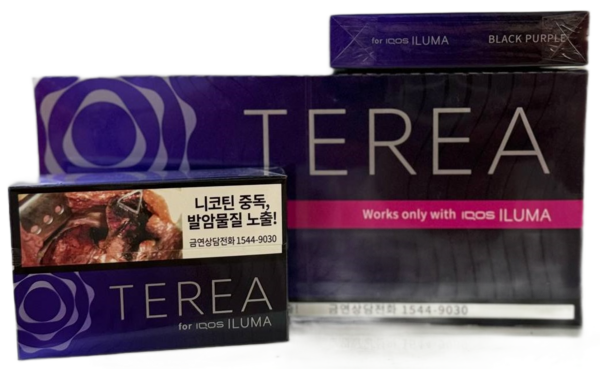 for IQOS ILUMA BLACK PURPLE
TEREA
Works only with IQOS ILUMA
니코틴 중독,
발암물질 노출!
금연상담전화 1544-9030
TEREA
for IQOS ILUMA
금연상담전화 1544-9030